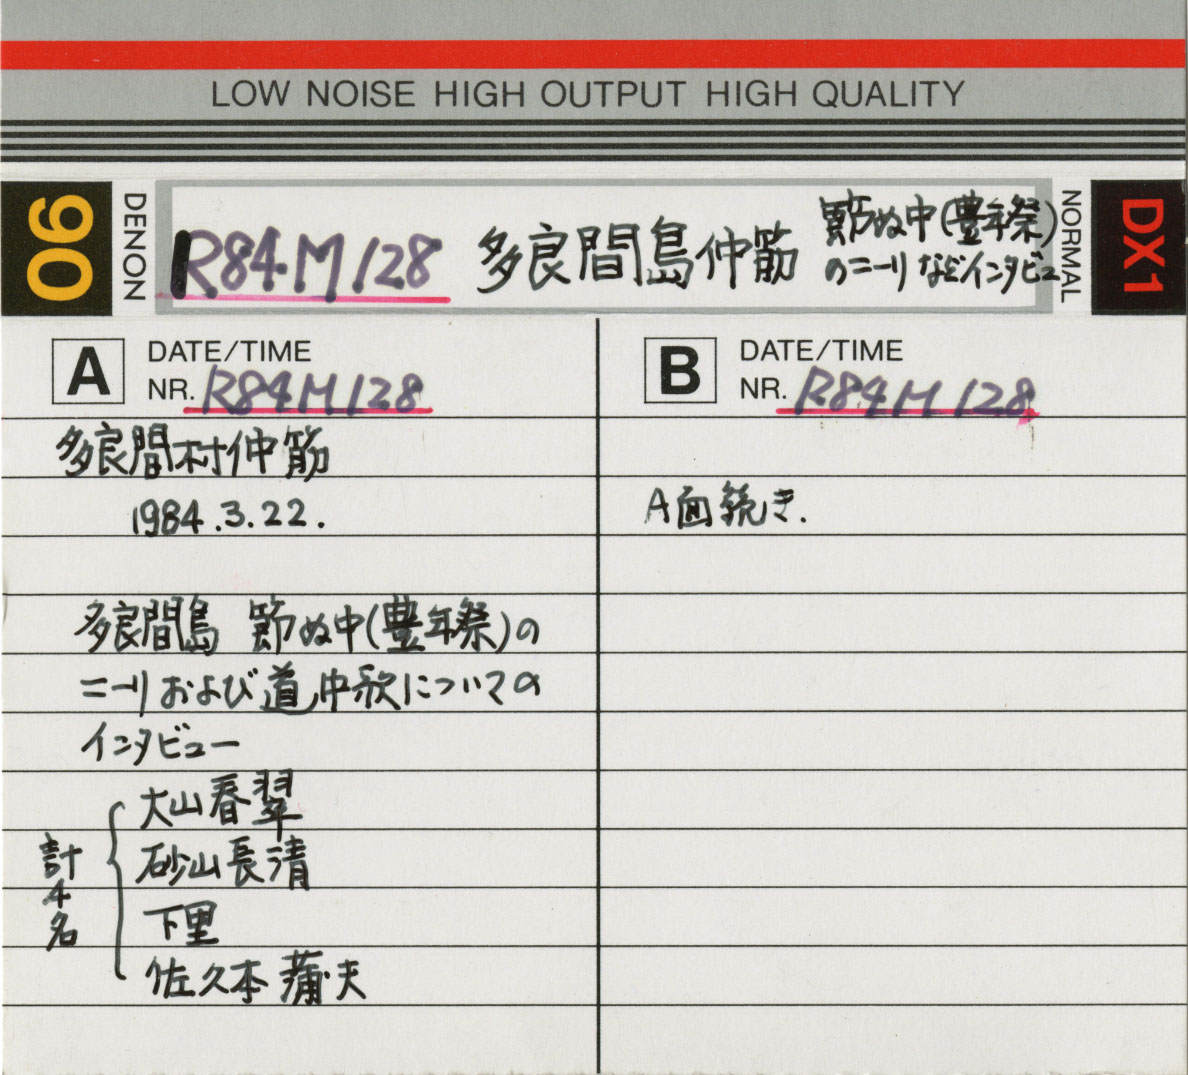 LOW NOISE HIGH OUTPUT HIGH QUALITY
90
DENON
R84M128
多良間島仲筋
節ぬ中(豊年祭)
のニーリなどインタビュー
NORMAL
DX1
A
DATE/TIME
NR. R84M128
多良間村仲筋
1984.3.22.
多良間島 節ぬ中(豊年祭)の
ニーリおよび道中歌についての
インタビュー
計4名
大山春翠
砂山長清
下里
佐久本蒲夫
B
DATE/TIME
NR. R84M128
A面続き.